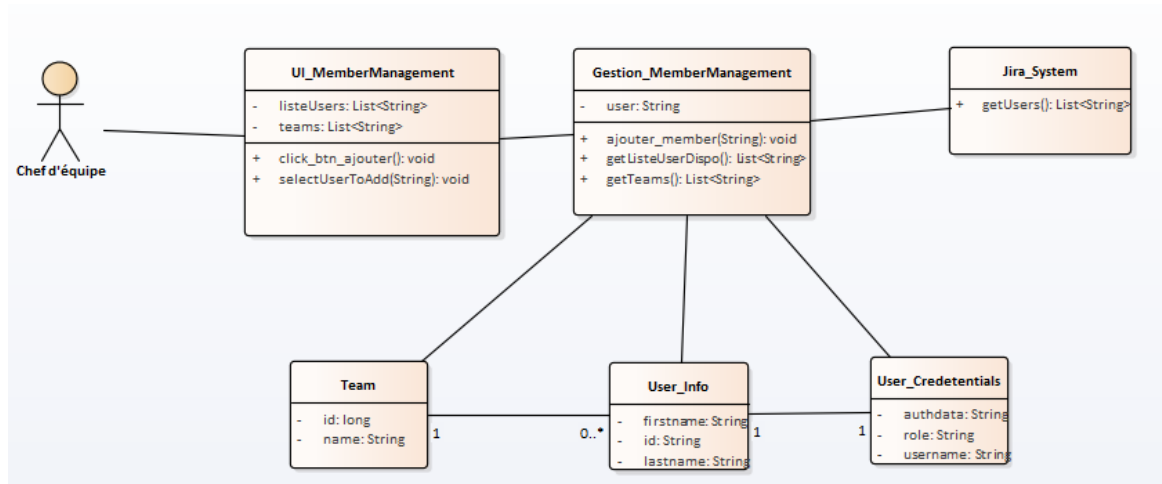 Chef d'équipe
UI_MemberManagement
- listeUsers: List<String>
- teams: List<String>
+ click_btn_ajouter(): void
+ selectUserToAdd(String): void
Gestion_MemberManagement
- user: String
+ ajouter_member(String): void
+ getListeUserDispo(): List<String>
+ getTeams(): List<String>
Jira_System
+ getUsers(): List<String>
Team
- id: long
- name: String
1
0..*
User_Info
- firstname: String
- id: String
- lastname: String
1
1
User_Credetentials
- authdata: String
- role: String
- username: String